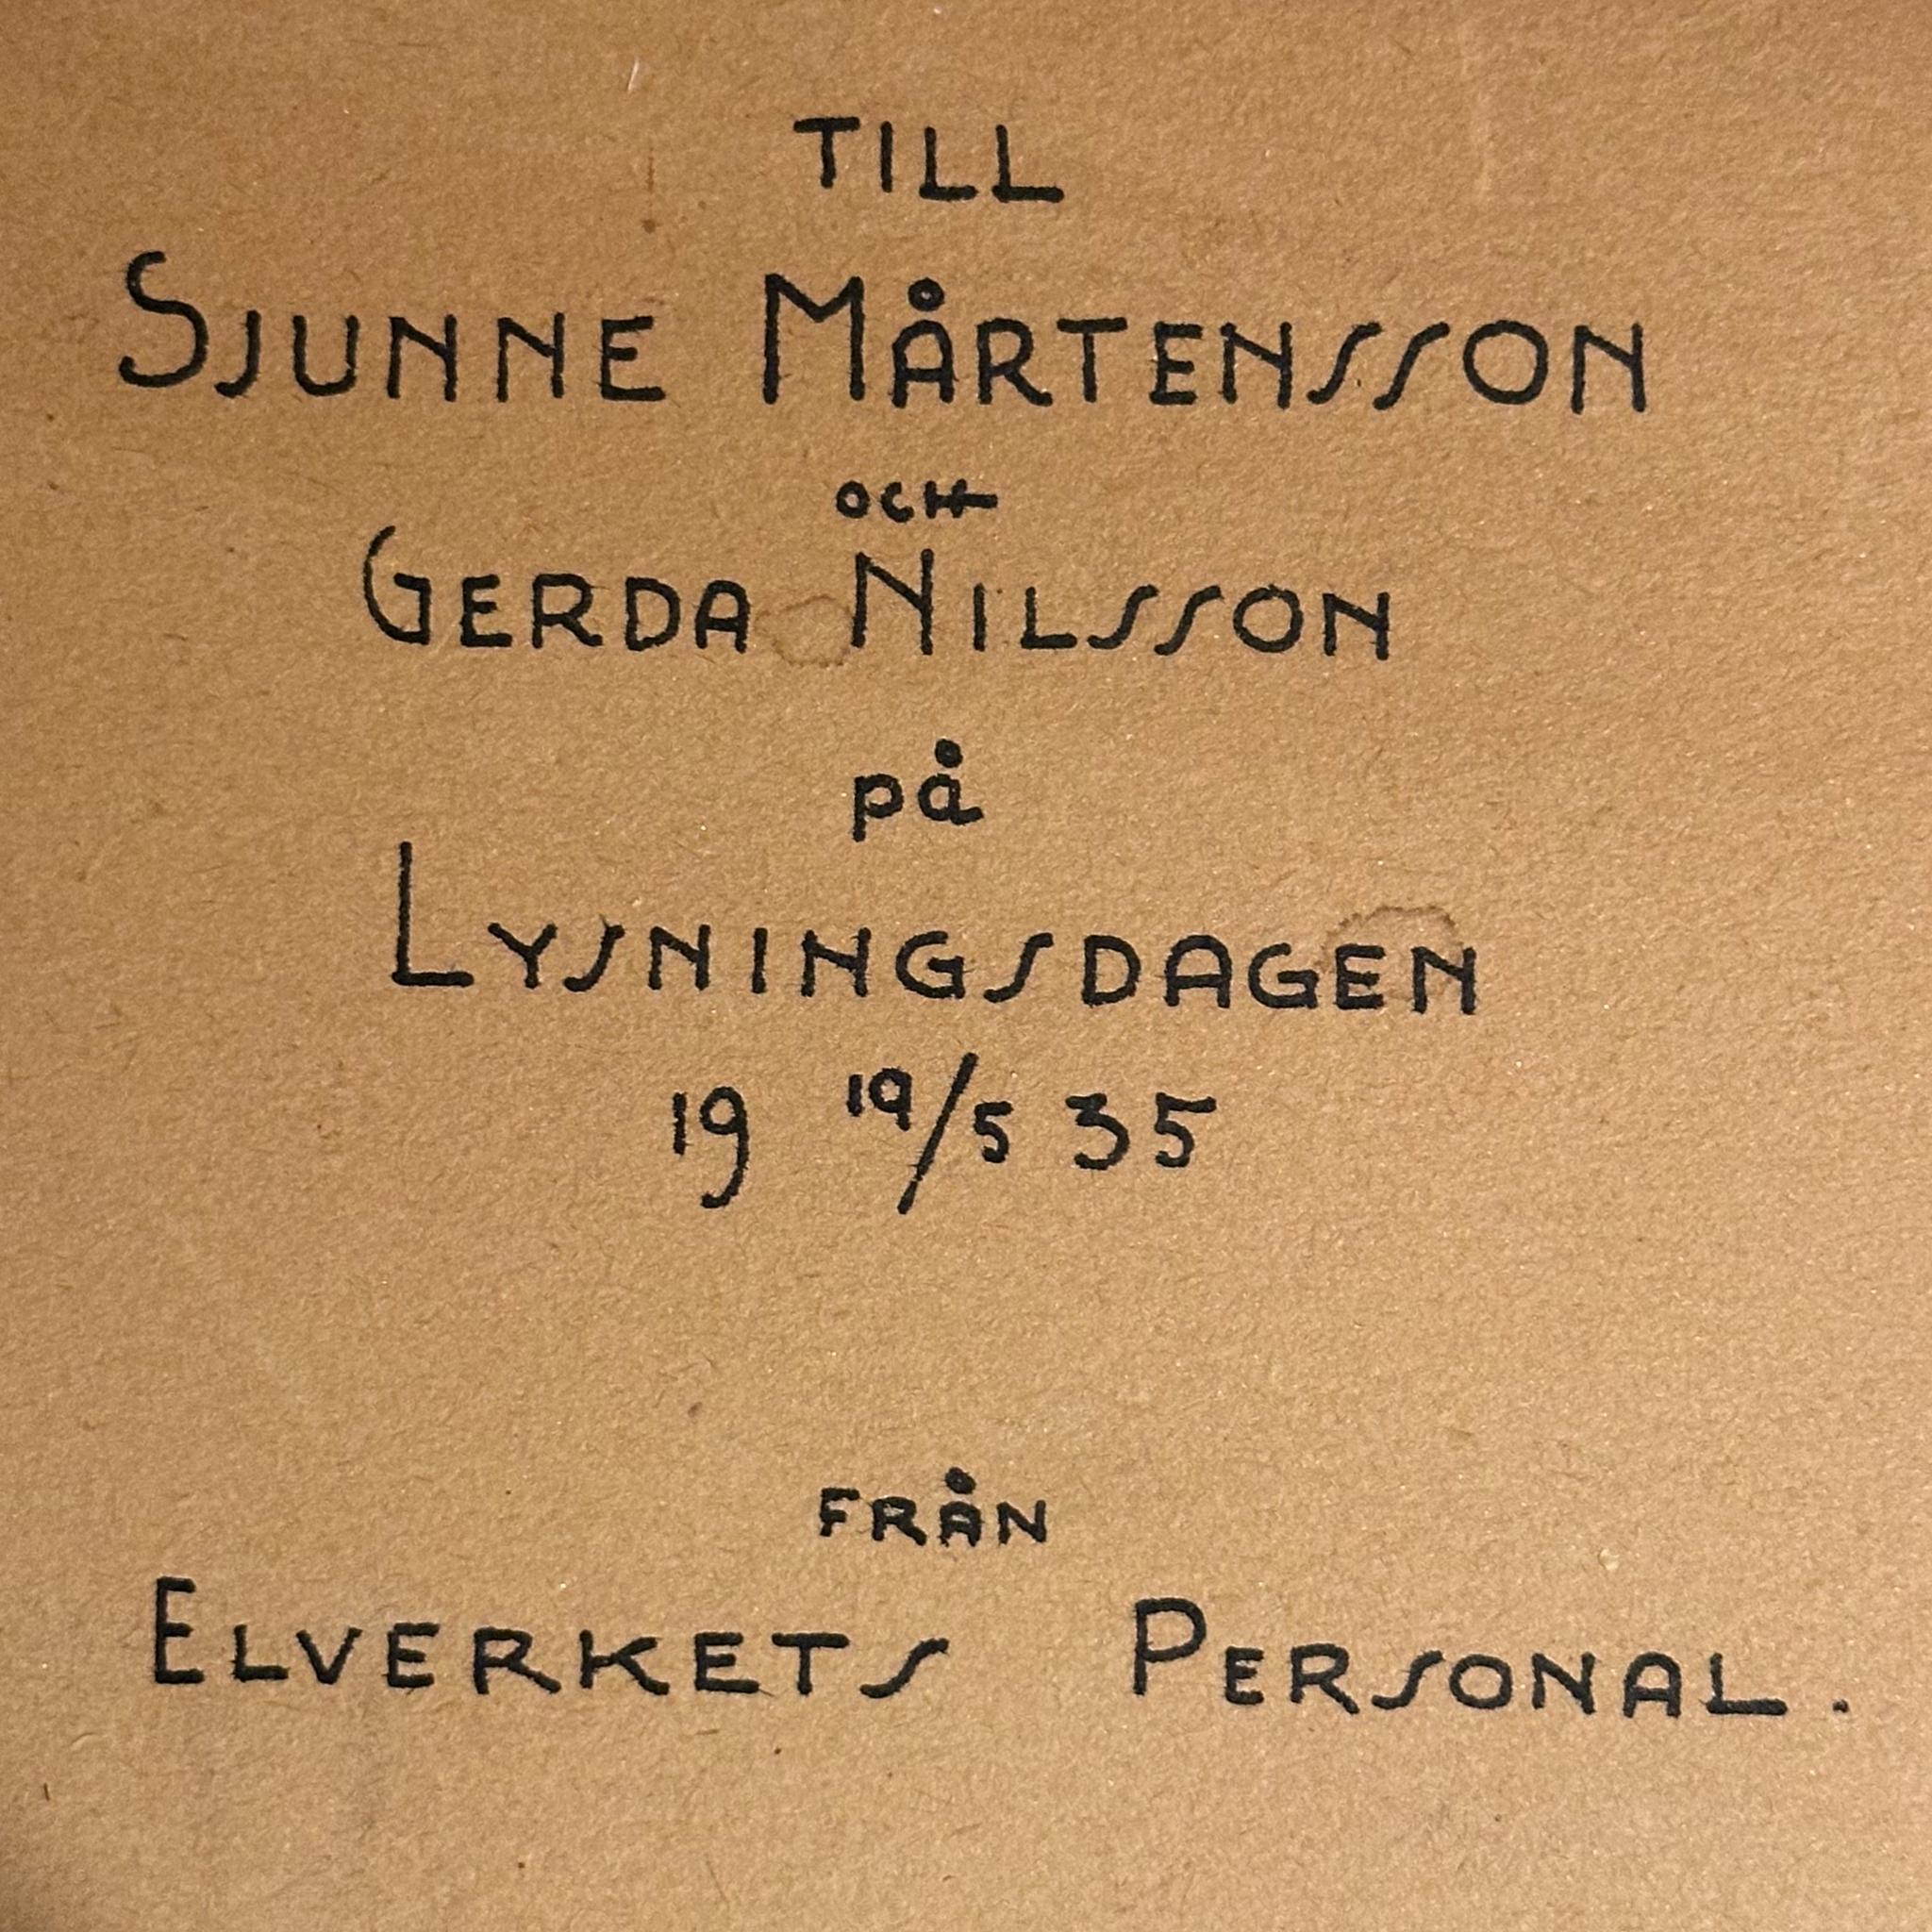 TILL
SJUNNE MÅRTENSSON
OCH
GERDA NILSSON
på
LYSNINGSDAGEN
19 19/5 35
FRÅN
ELVERKETS PERSONAL.